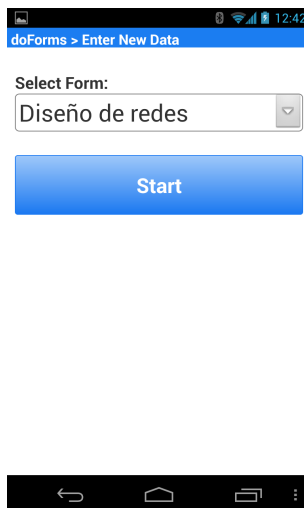 12:42
doForms > Enter New Data
Select Form:
Diseño de redes
Start